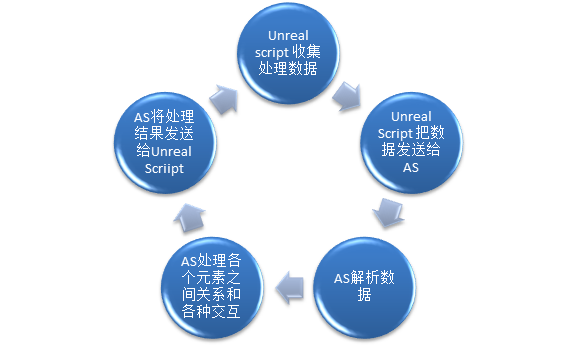 Unreal
script 收集
处理数据
Unreal
Script 把数
据发送给
AS
AS解析数
据
AS处理各
个元素之
间关系和
各种交互
AS将处理
结果发送
给Unreal
Scriipt